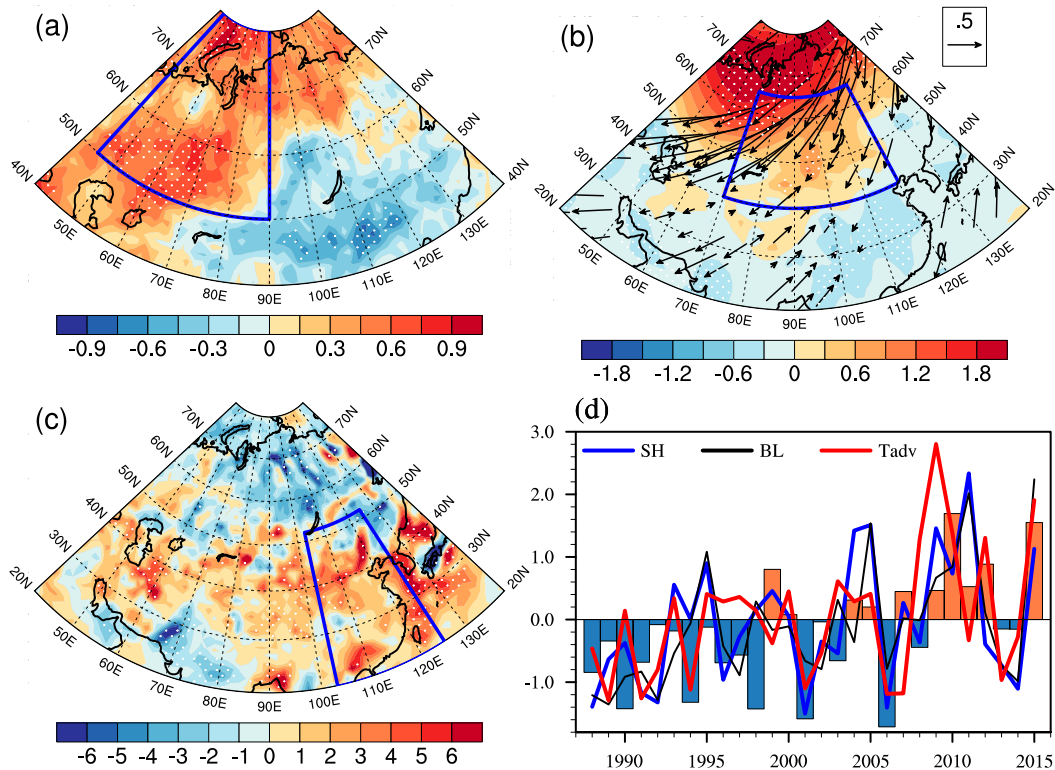 (a)
70N
60N
50N
40N
50E
60E
70E
80E
90E
100E
110E
120E
130E
40N
50N
60N
70N
-0.9 -0.6 -0.3 0 0.3 0.6 0.9
(b)
.5
70N
60N
50N
40N
30N
20N
50E
60E
70E
80E
90E
100E
110E
120E
130E
20N
30N
40N
50N
60N
70N
-1.8 -1.2 -0.6 0 0.6 1.2 1.8
(c)
70N
60N
50N
40N
30N
20N
50E
60E
70E
80E
90E
100E
110E
120E
130E
20N
30N
40N
50N
60N
70N
-6 -5 -4 -3 -2 -1 0 1 2 3 4 5 6
(d)
SH BL Tadv
3.0
2.0
1.0
0.0
-1.0
1990 1995 2000 2005 2010 2015